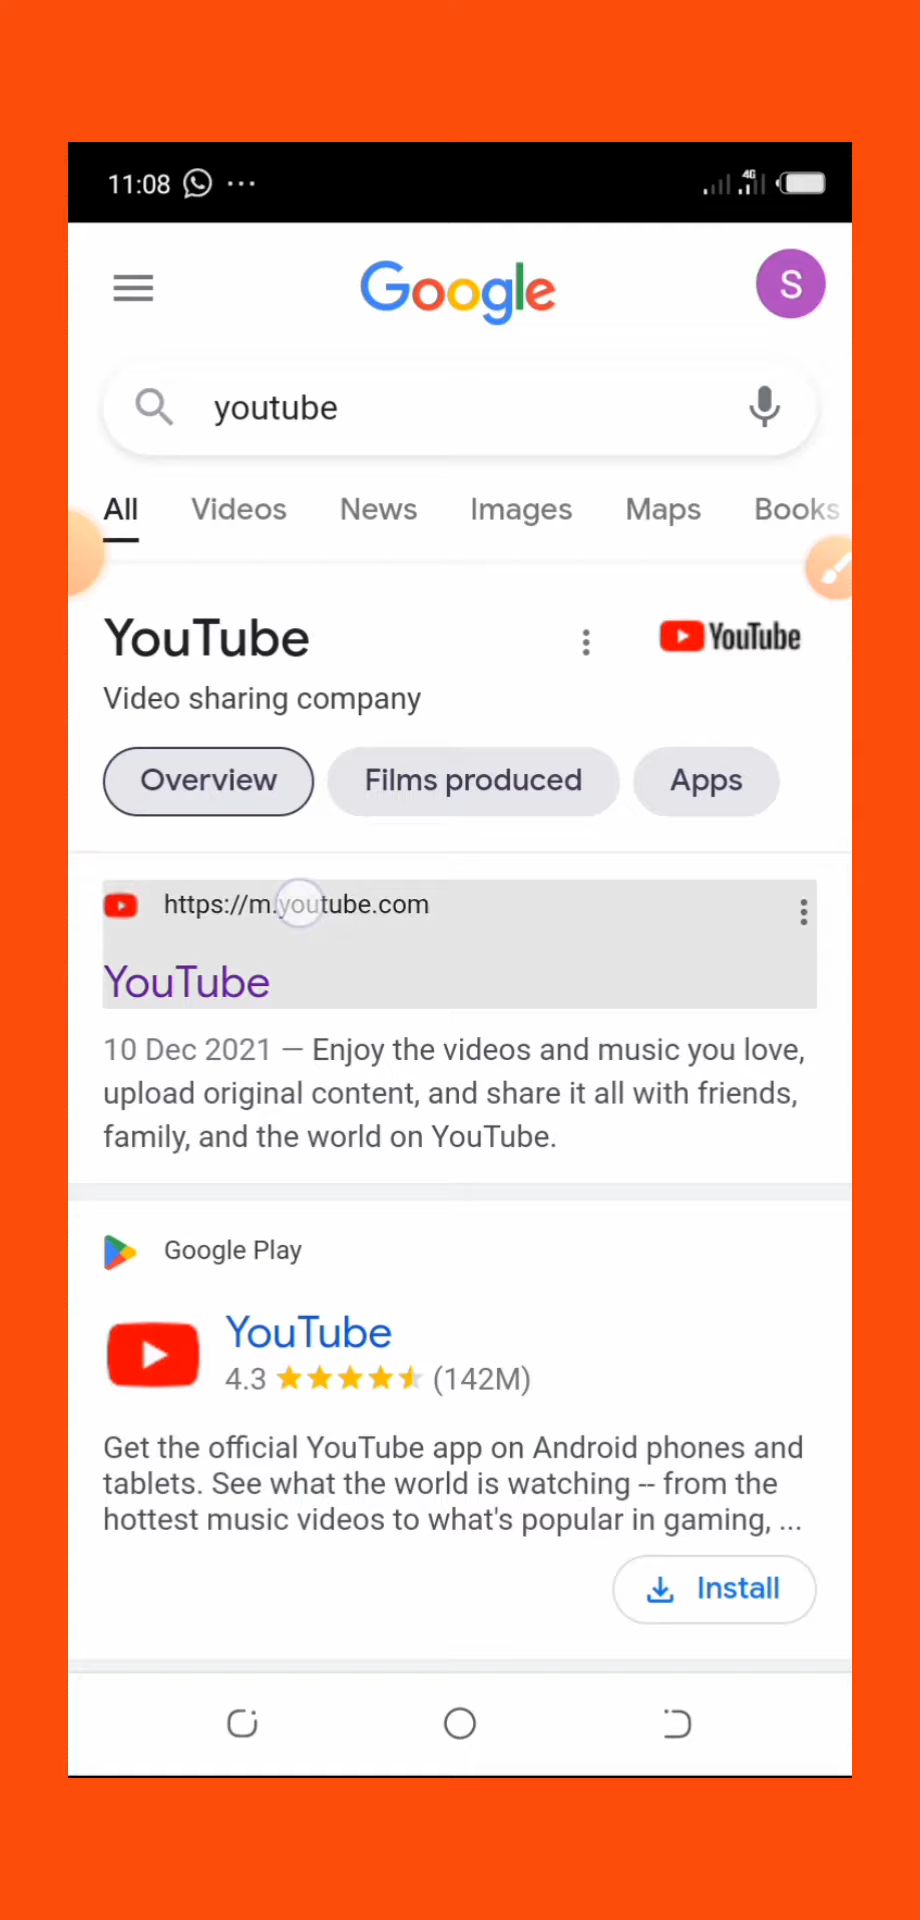 11:08
4G
Google
S
youtube
All Videos News Images Maps Books
YouTube
YouTube
Video sharing company
Overview Films produced Apps
https://m.youtube.com
YouTube
10 Dec 2021 — Enjoy the videos and music you love,
upload original content, and share it all with friends,
family, and the world on YouTube.
Google Play
YouTube
4.3 (142M)
Get the official YouTube app on Android phones and
tablets. See what the world is watching -- from the
hottest music videos to what's popular in gaming, ...
Install